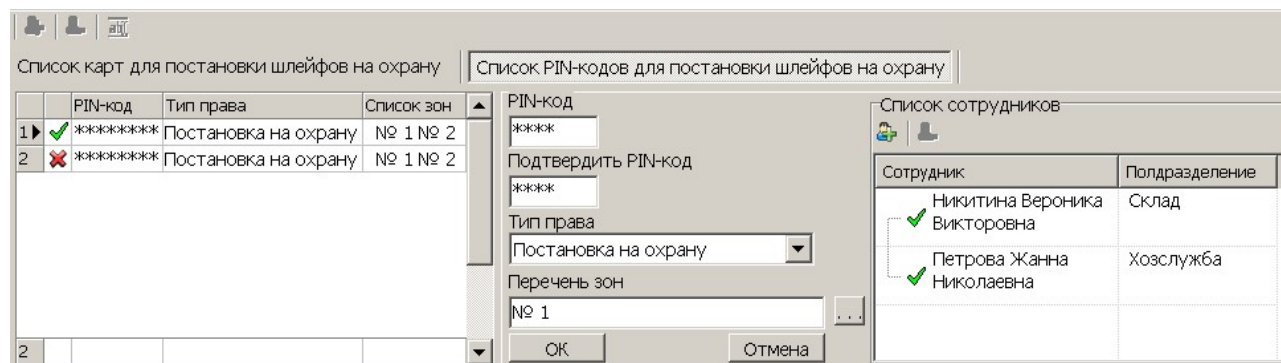 ab
Список карт для постановки шлейфов на охрану
Список PIN-кодов для постановки шлейфов на охрану
PIN-код Тип права Список зон
1 ******** Постановка на охрану № 1 № 2
2 ******** Постановка на охрану № 1 № 2
2
PIN-код
****
Подтвердить PIN-код
****
Тип права
Постановка на охрану
Перечень зон
№ 1
...
ОК Отмена
Список сотрудников
Сотрудник Полдразделение
Никитина Вероника Склад
Викторовна
Петрова Жанна Хозслужба
Николаевна